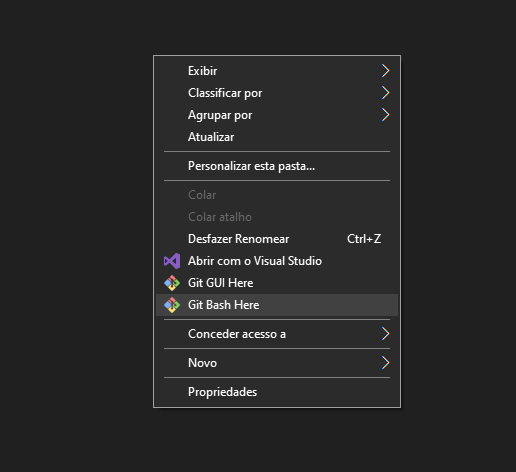 Exibir
Classificar por
Agrupar por
Atualizar
Personalizar esta pasta...
Colar
Colar atalho
Desfazer Renomear Ctrl+Z
Abrir com o Visual Studio
Git GUI Here
Git Bash Here
Conceder acesso a
Novo
Propriedades